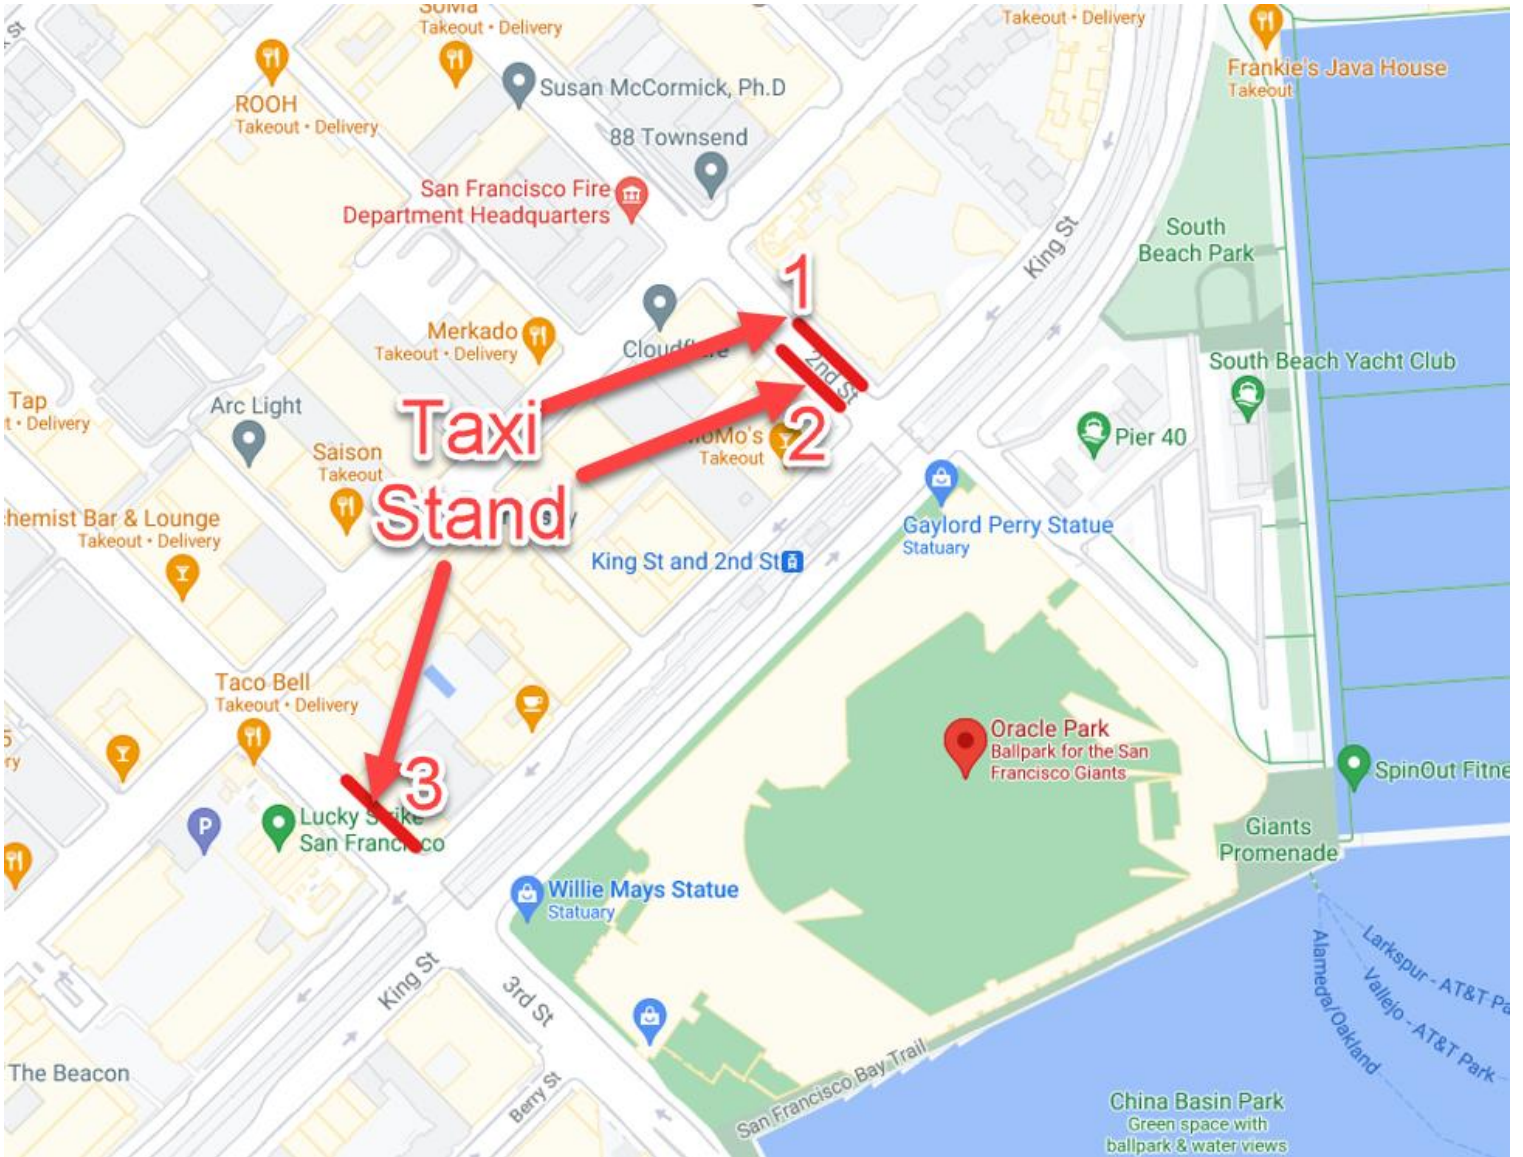 SoMa
Takeout • Delivery
Takeout • Delivery
Frankie's Java House
Takeout
ROOH
Takeout • Delivery
Susan McCormick, Ph.D
88 Townsend
San Francisco Fire
Department Headquarters
South
Beach Park
King St
1
Merkado
Takeout • Delivery
2nd St
South Beach Yacht Club
Tap
Delivery
Arc Light
Taxi
Stand
2
MoMo's
Takeout
Pier 40
Saison
Takeout
Bar & Lounge
Takeout • Delivery
Gaylord Perry Statue
Statuary
King St and 2nd St
Taco Bell
Takeout • Delivery
Oracle Park
Ballpark for the San
Francisco Giants
3
P
Lucky Strike
San Francisco
SpinOut
Giants
Promenade
Willie Mays Statue
Statuary
King St
3rd St
Larkspur - AT&T
Vallejo - AT&T Park
Alameda/Oakland
The Beacon
Berry St
San Francisco Bay Trail
China Basin Park
Green space with
ballpark & water views